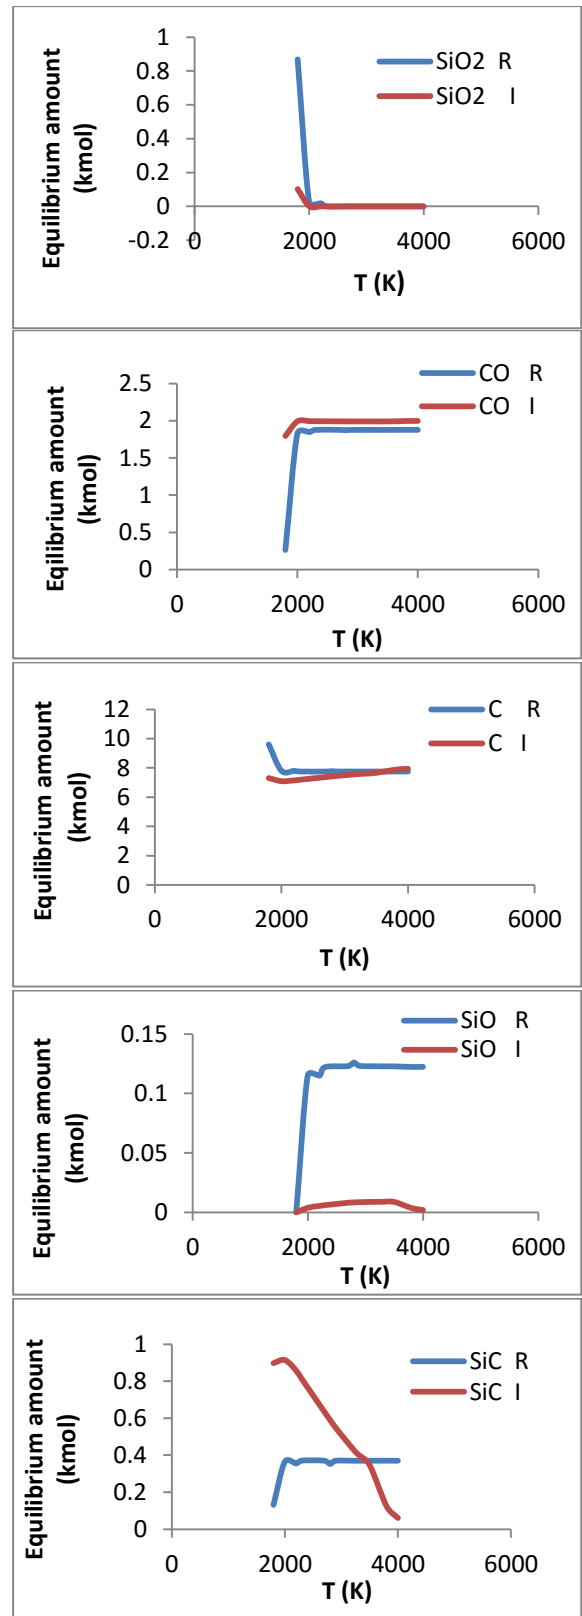 Equilibrium amount
(kmol)
1
0.8
0.6
0.4
0.2
0
-0.2
0
2000
4000
6000
T (K)
SiO2 R
SiO2 I
Eqilibrium amount
(kmol)
2.5
2
1.5
1
0.5
0
0
2000
4000
6000
T (K)
CO R
CO I
Equilibrium amount
(kmol)
12
10
8
6
4
2
0
0
2000
4000
6000
T (K)
C R
C I
Equilibrium amount
(kmol)
0.15
0.1
0.05
0
0
2000
4000
6000
T (K)
SiO R
SiO I
Equilibrium amount
(kmol)
1
0.8
0.6
0.4
0.2
0
0
2000
4000
6000
T (K)
SiC R
SiC I